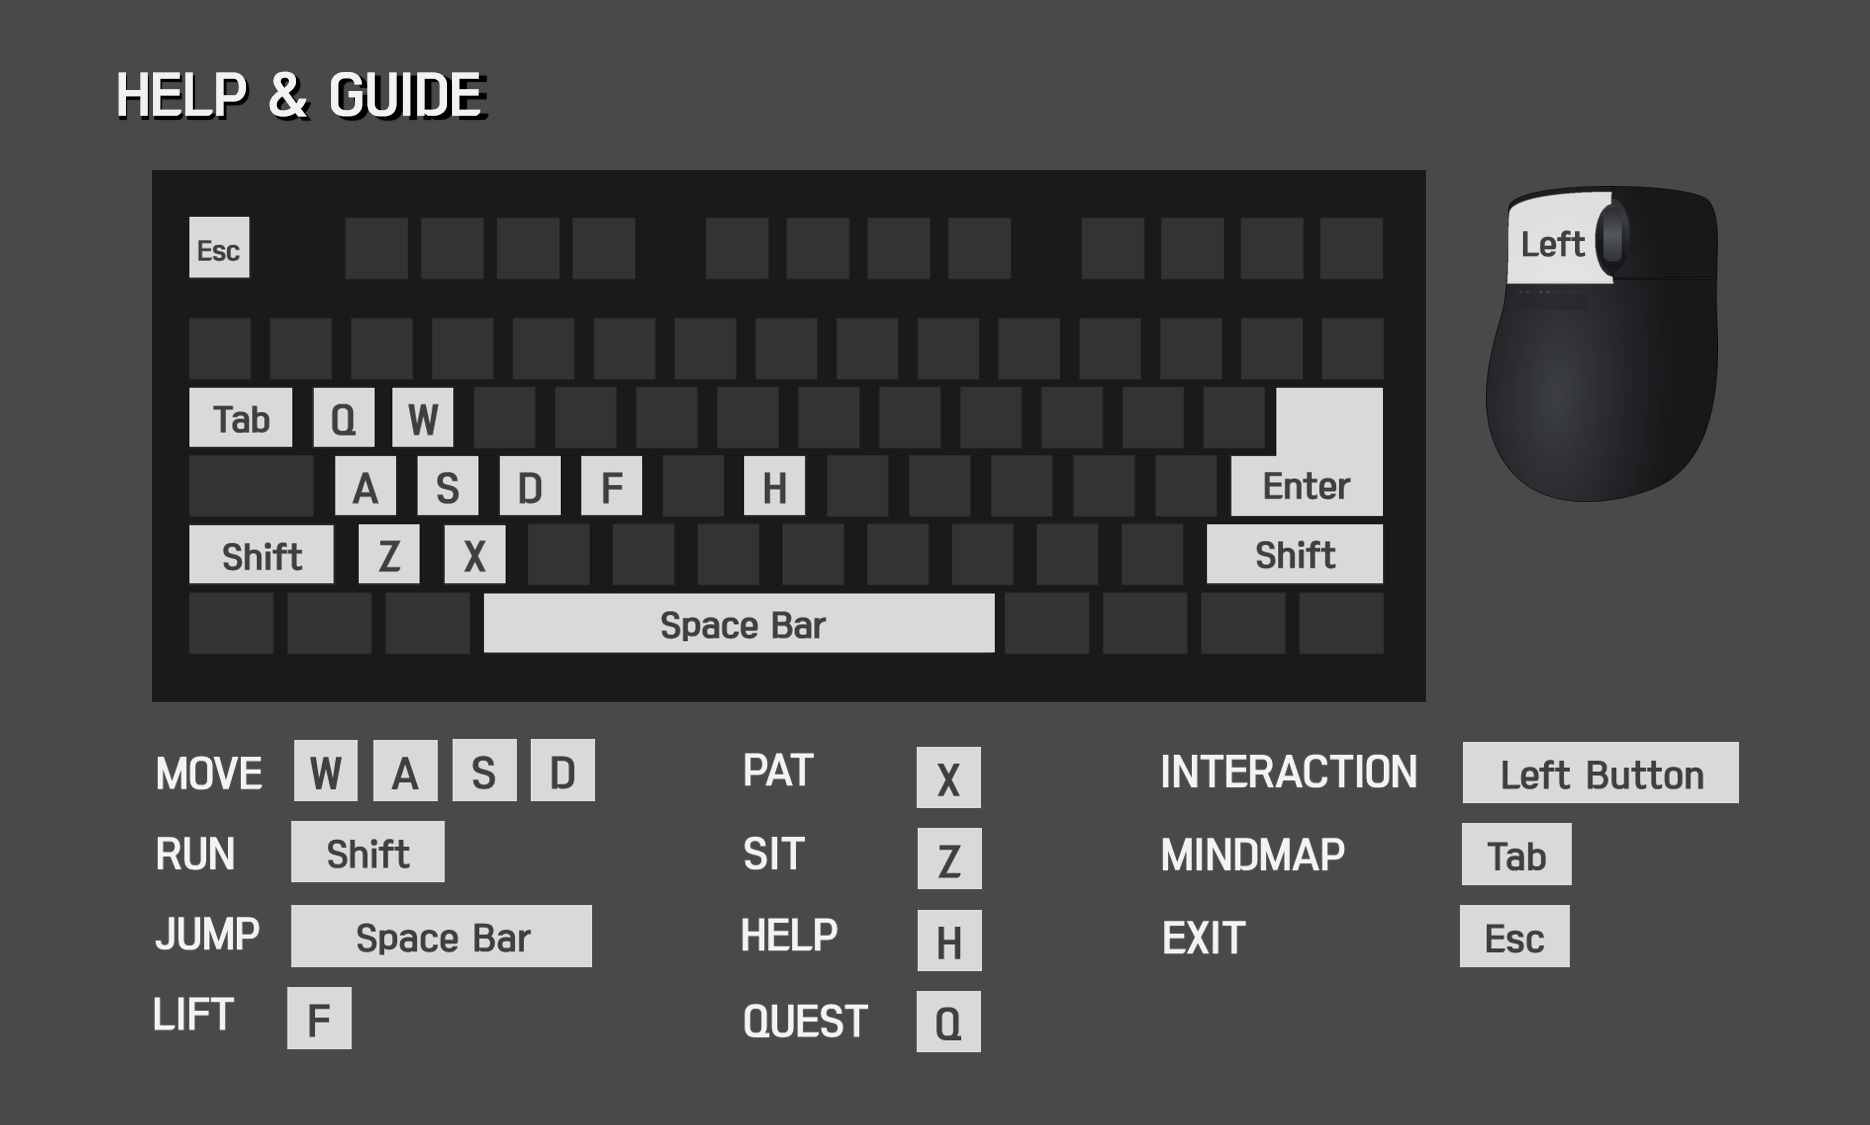 HELP & GUIDE
Esc
Left
Tab Q W
A S D F H Enter
Shift Z X Shift
Space Bar
MOVE W A S D
RUN Shift
JUMP Space Bar
LIFT F
PAT X
SIT Z
HELP H
QUEST Q
INTERACTION Left Button
MINDMAP Tab
EXIT Esc